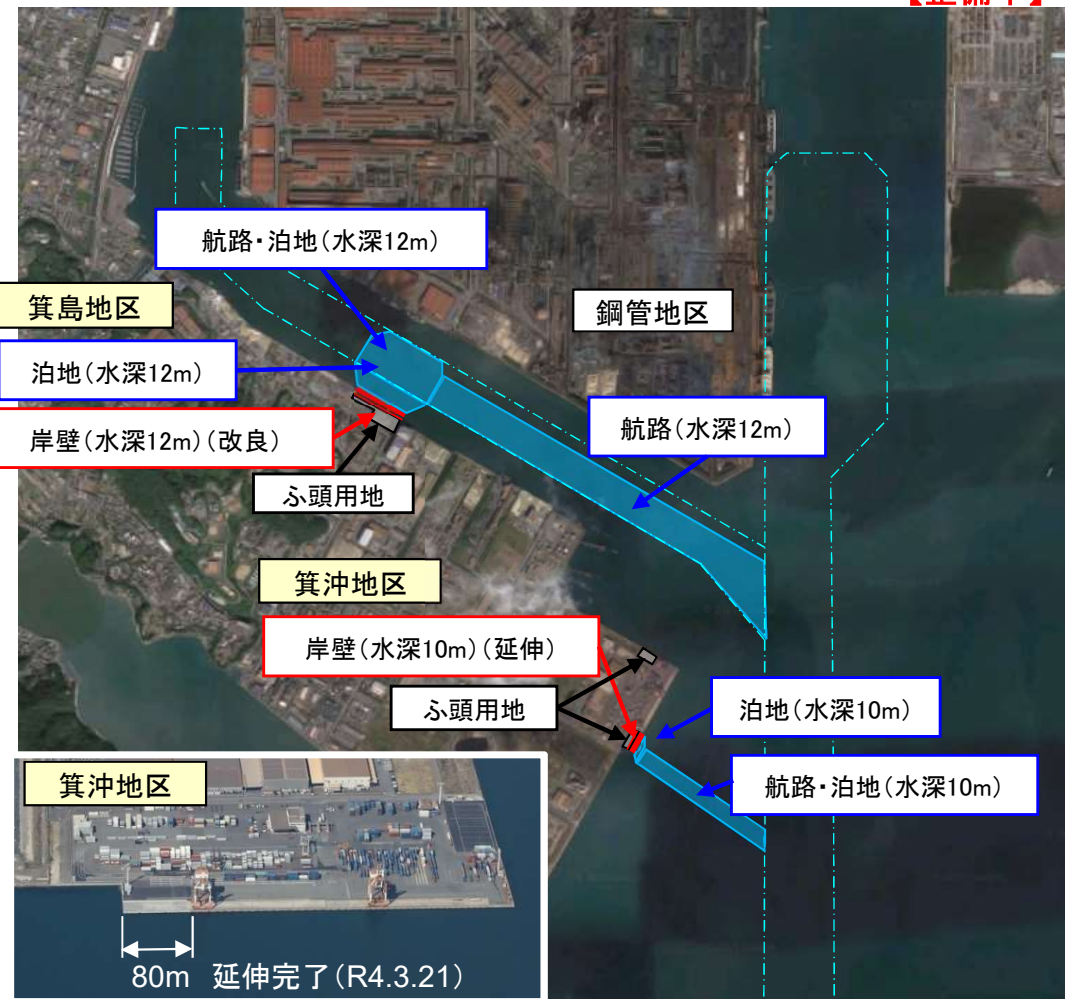 航路・泊地(水深12m)
箕島地区
鋼管地区
泊地(水深12m)
岸壁(水深12m)(改良)
航路(水深12m)
ふ頭用地
箕沖地区
岸壁(水深10m)(延伸)
ふ頭用地
泊地(水深10m)
航路・泊地(水深10m)
箕沖地区
80m 延伸完了(R4.3.21)